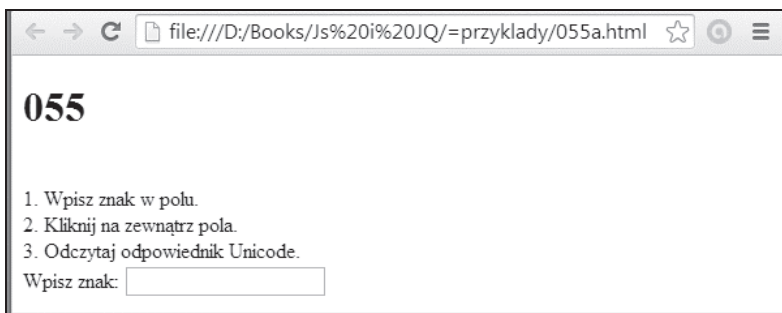 file:///D:/Books/Js%20i%20JQ/=przyklady/055a.html
055
1. Wpisz znak w polu.
2. Kliknij na zewnątrz pola.
3. Odczytaj odpowiednik Unicode.
Wpisz znak: